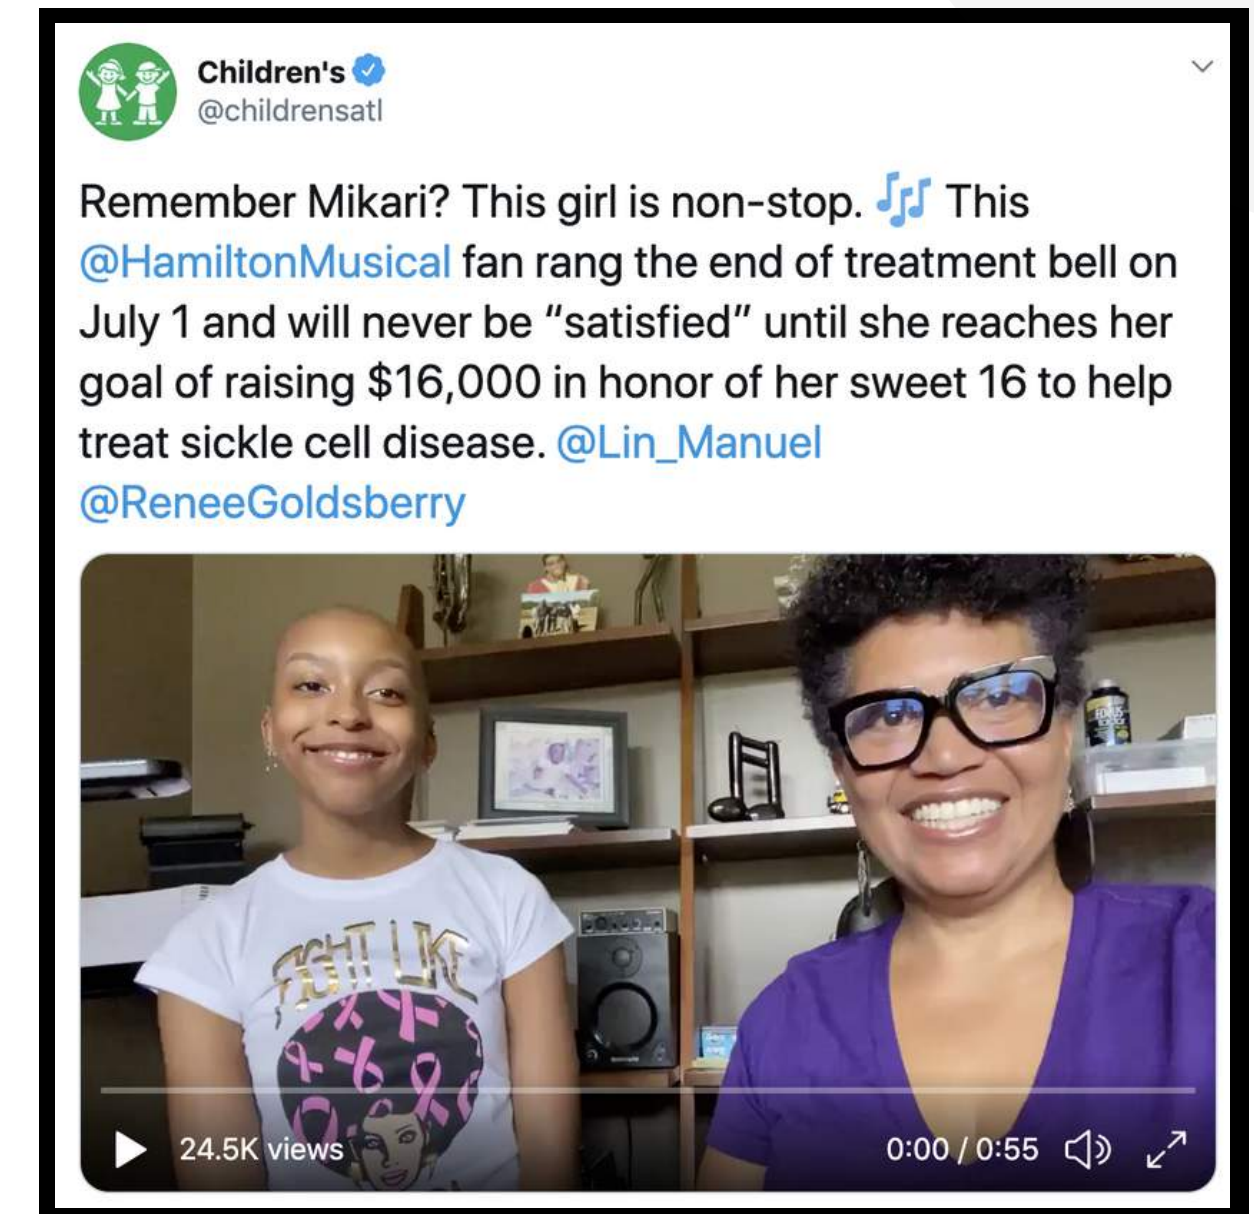 Children's
@childrensatl
Remember Mikari? This girl is non-stop. 🎶 This
@HamiltonMusical fan rang the end of treatment bell on
July 1 and will never be “satisfied” until she reaches her
goal of raising $16,000 in honor of her sweet 16 to help
treat sickle cell disease. @Lin_Manuel
@ReneeGoldsberry
FIGHT LIKE
24.5K views
0:00 / 0:55